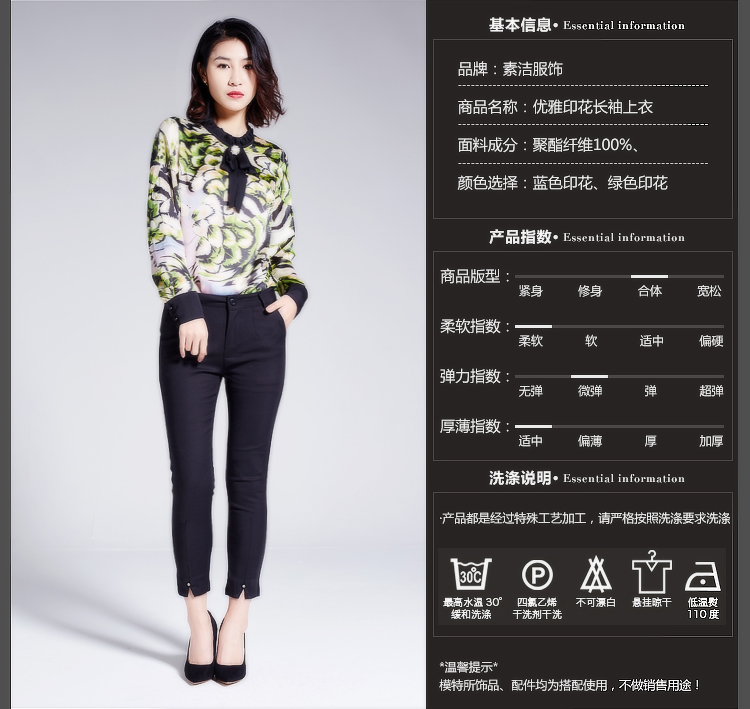 基本信息• Essential information
品牌：素洁服饰
商品名称：优雅印花长袖上衣
面料成分：聚酯纤维100%、
颜色选择：蓝色印花、绿色印花
产品指数• Essential information
商品版型：
紧身 修身 合体 宽松
柔软指数：
柔软 软 适中 偏硬
弹力指数：
无弹 微弹 弹 超弹
厚薄指数：
适中 偏薄 厚 加厚
洗涤说明• Essential information
·产品都是经过特殊工艺加工，请严格按照洗涤要求洗涤
30℃ P
最高水温 30° 四氯乙烯 不可漂白 悬挂晾干 低温熨
缓和洗涤 干洗剂干洗 110 度
*温馨提示*
模特所饰品、配件均为搭配使用，不做销售用途！